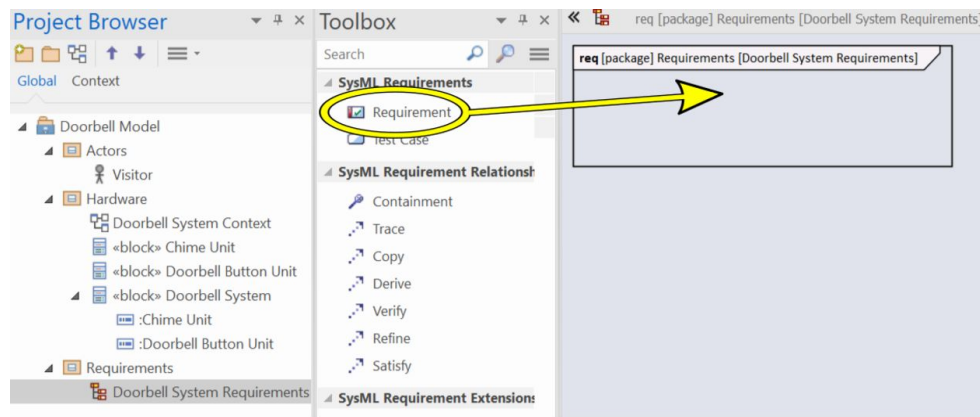 Project Browser
Global Context
Doorbell Model
Actors
Visitor
Hardware
Doorbell System Context
«block» Chime Unit
«block» Doorbell Button Unit
«block» Doorbell System
:Chime Unit
:Doorbell Button Unit
Requirements
Doorbell System Requirements
Toolbox
Search
SysML Requirements
Requirement
Test Case
SysML Requirement Relationsh
Containment
Trace
Copy
Derive
Verify
Refine
Satisfy
SysML Requirement Extensions
req [package] Requirements [Doorbell System Requirements]
req [package] Requirements [Doorbell System Requirements]